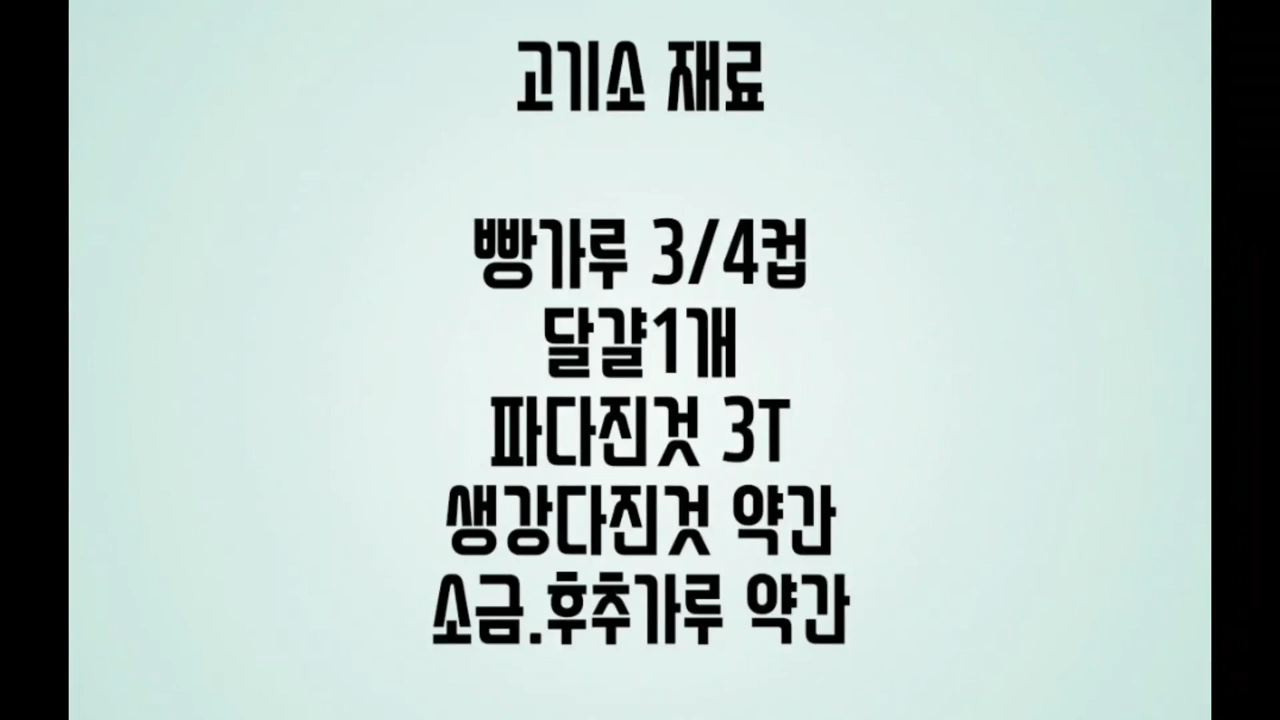 고기소 재료
빵가루 3/4컵
달걀1개
파다진것 3T
생강다진것 약간
소금.후추가루 약간